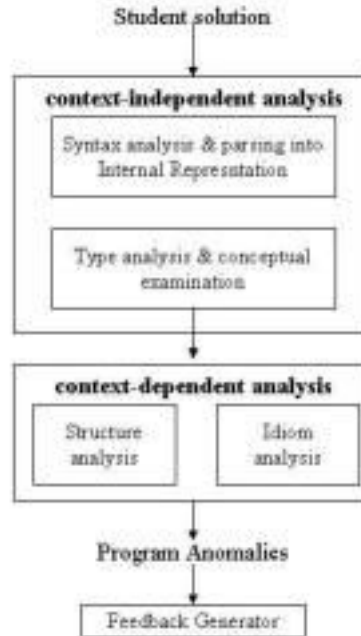 Student solution
context-independent analysis
Syntax analysis & parsing into
Internal Represntation
Type analysis & conceptual
examination
context-dependent analysis
Structure
analysis
Idiom
analysis
Program Anomalies
Feedback Generator